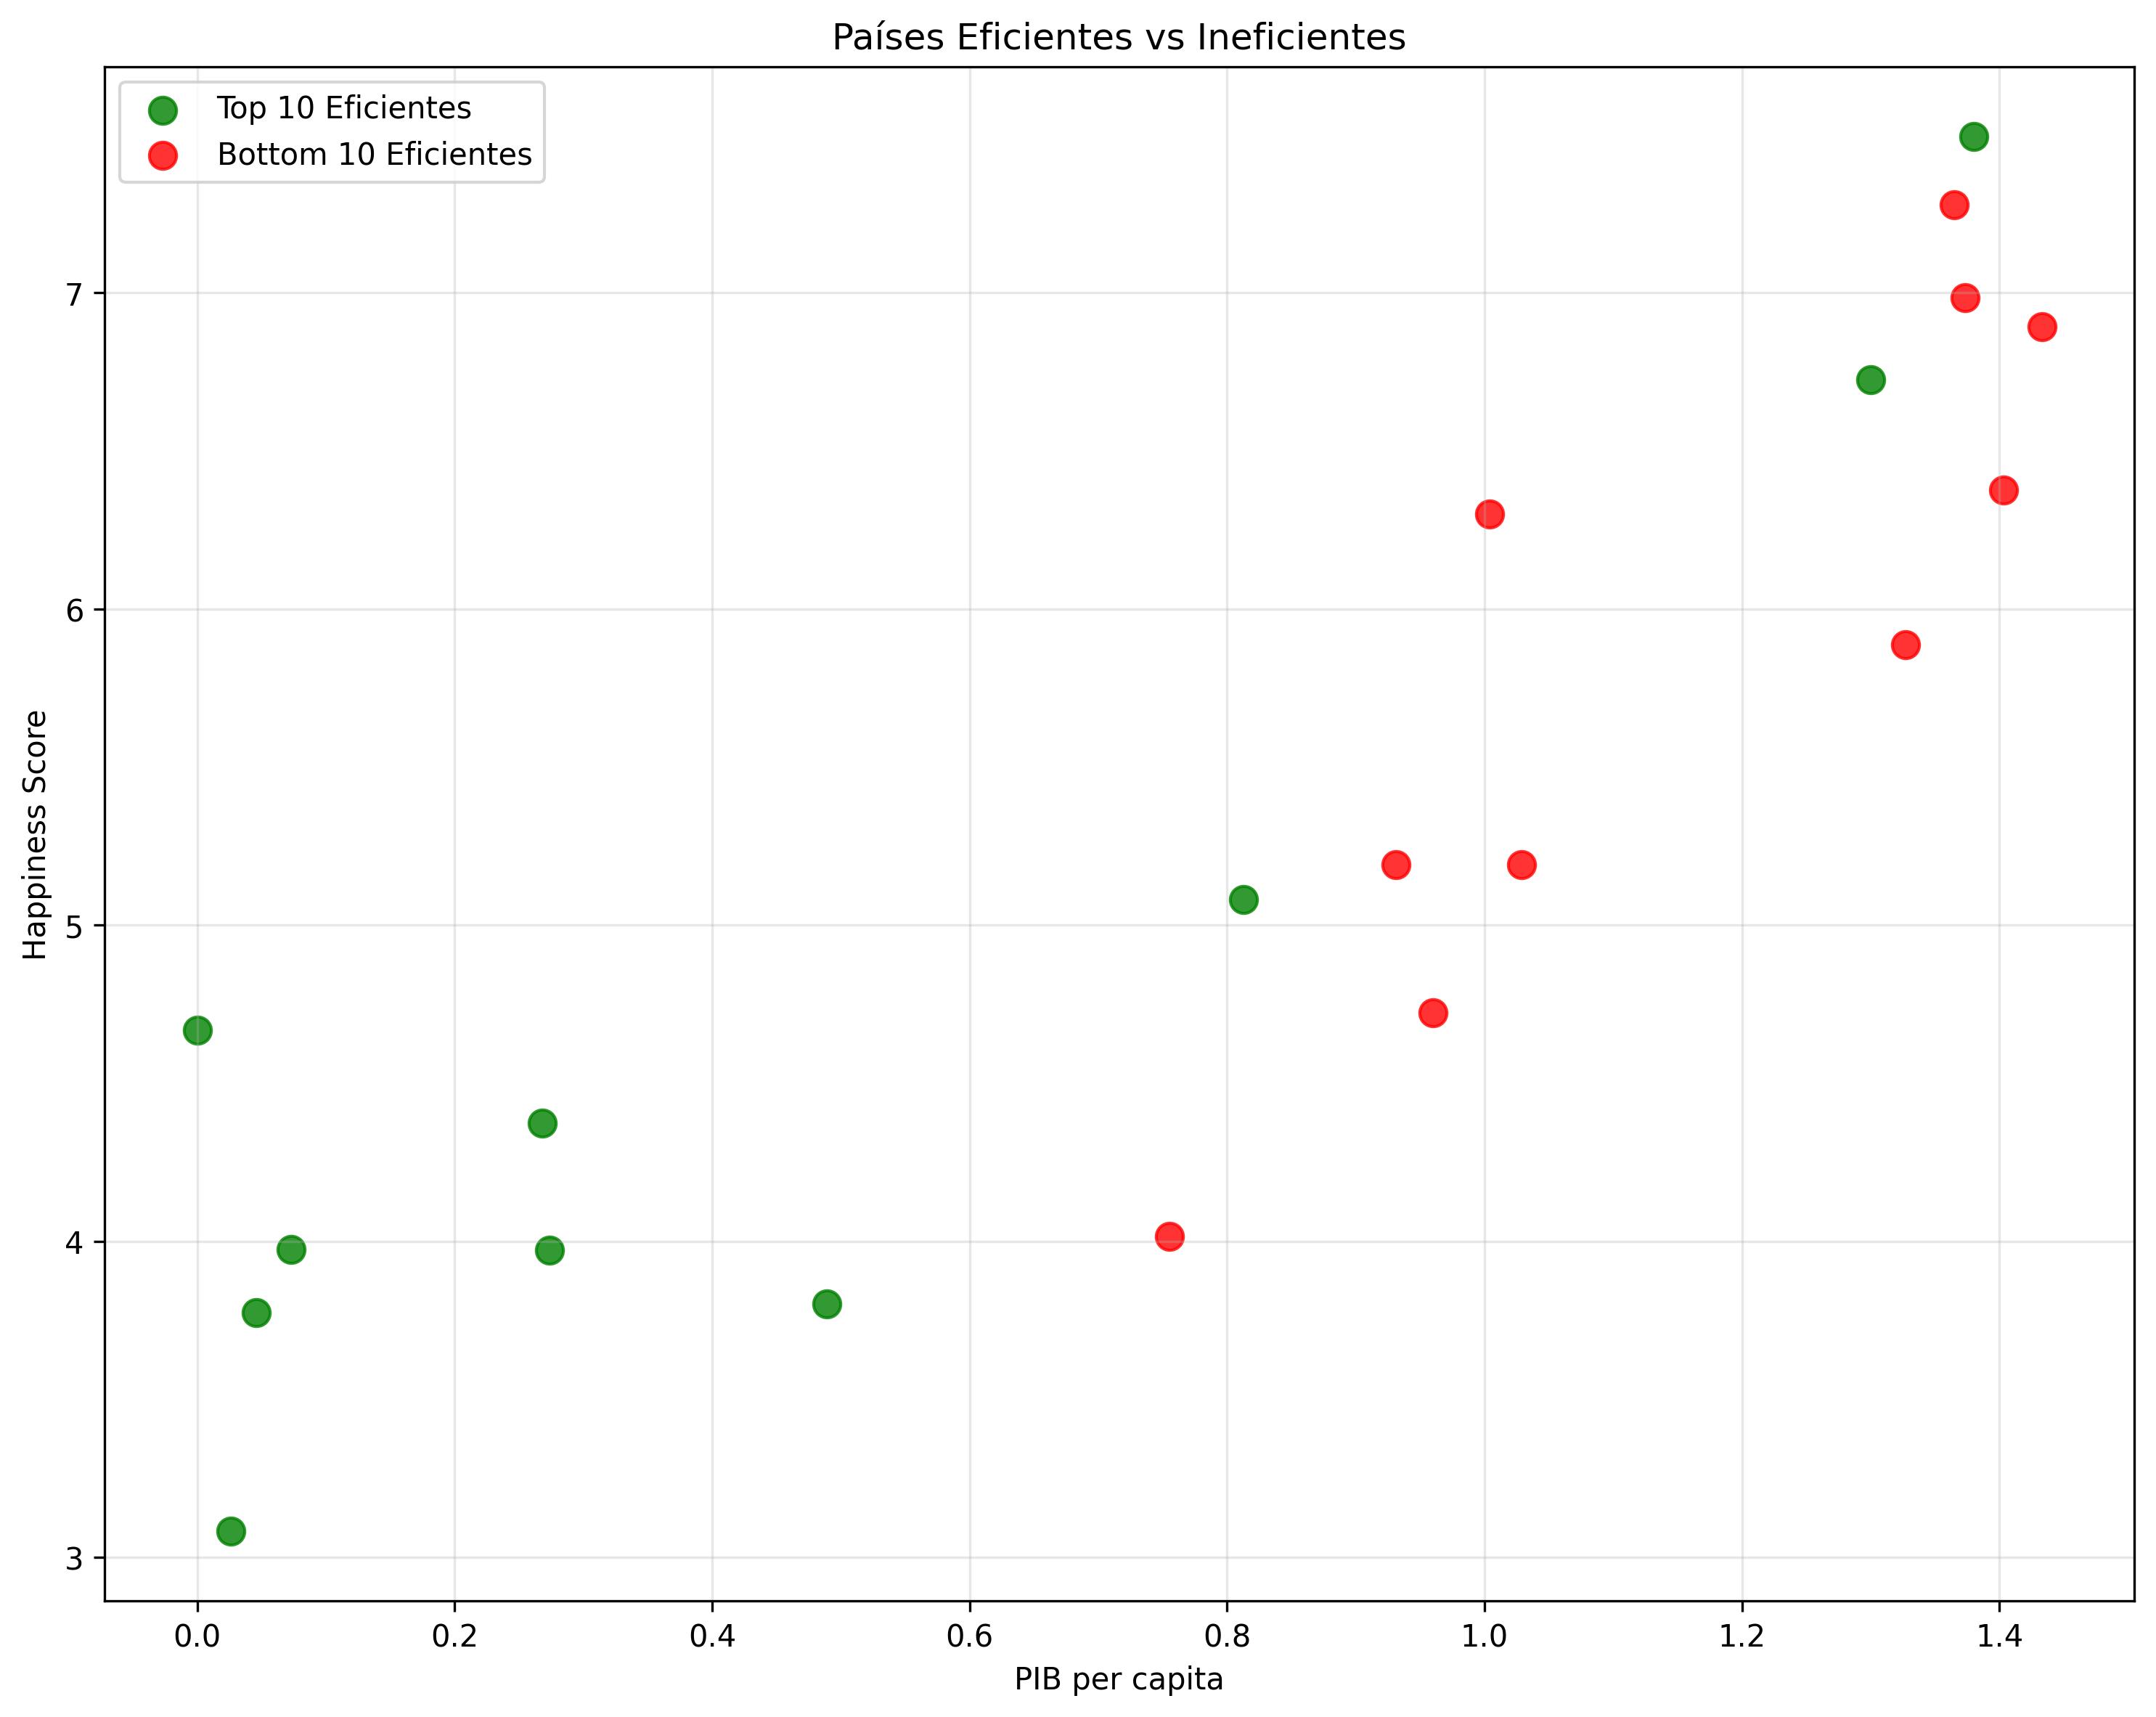 Países Eficientes vs Ineficientes
Top 10 Eficientes
Bottom 10 Eficientes
Happiness Score
7
6
5
4
3
0.0 0.2 0.4 0.6 0.8 1.0 1.2 1.4
PIB per capita